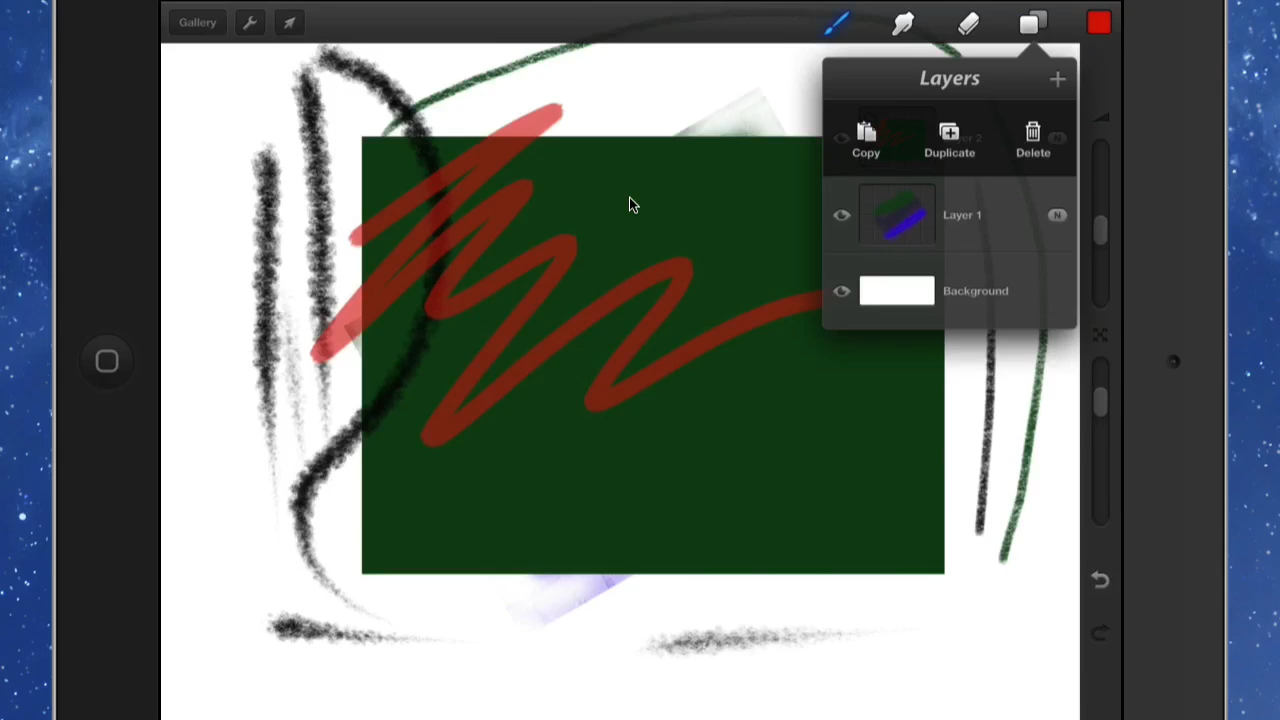 Gallery
Layers
Copy
Duplicate
Delete
Layer 1
N
Background